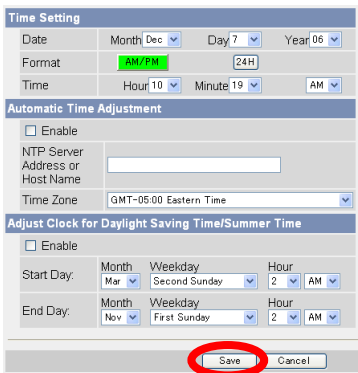 Time Setting
Date Month Dec Day 7 Year 06
Format AM/PM 24H
Time Hour 10 Minute 19 AM
Automatic Time Adjustment
Enable
NTP Server
Address or
Host Name
Time Zone GMT-05:00 Eastern Time
Adjust Clock for Daylight Saving Time/Summer Time
Enable
Month Weekday Hour
Start Day: Mar Second Sunday 2 AM
Month Weekday Hour
End Day: Nov First Sunday 2 AM
Save Cancel